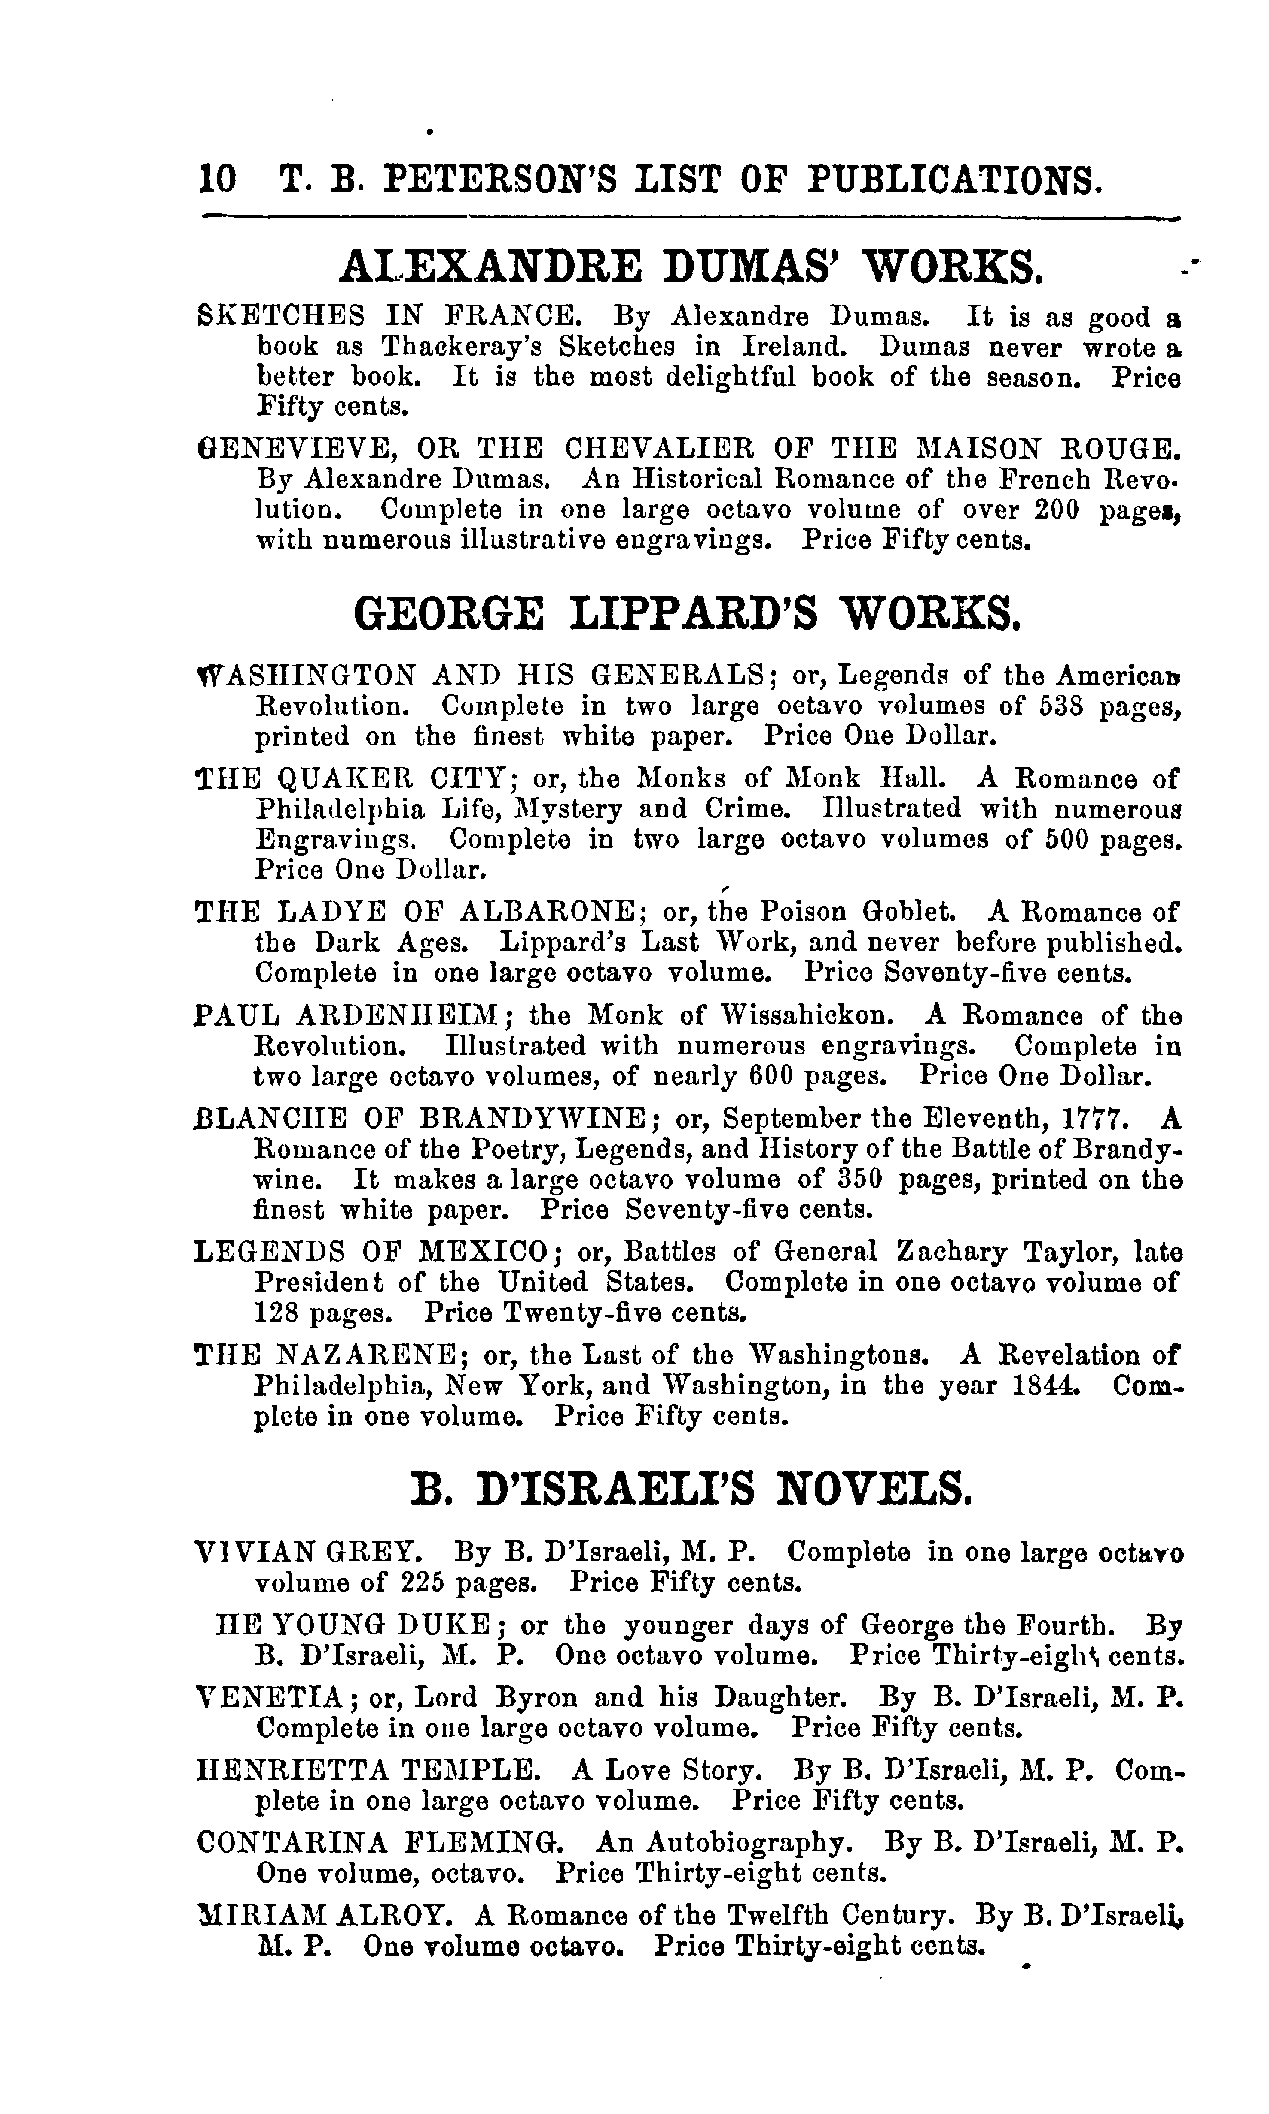 10 T. B. PETERSON'S LIST OF PUBLICATIONS.
ALEXANDRE DUMAS' WORKS.
SKETCHES IN FRANCE. By Alexandre Dumas. It is as good a
book as Thackeray's Sketches in Ireland. Dumas never wrote a
better book. It is the most delightful book of the season. Price
Fifty cents.
GENEVIEVE, OR THE CHEVALIER OF THE MAISON ROUGE.
By Alexandre Dumas. An Historical Romance of the French Revo-
lution. Complete in one large octavo volume of over 200 pages,
with numerous illustrative engravings. Price Fifty cents.
GEORGE LIPPARD'S WORKS.
WASHINGTON AND HIS GENERALS; or, Legends of the American
Revolution. Complete in two large octavo volumes of 538 pages,
printed on the finest white paper. Price One Dollar.
THE QUAKER CITY; or, the Monks of Monk Hall. A Romance of
Philadelphia Life, Mystery and Crime. Illustrated with numerous
Engravings. Complete in two large octavo volumes of 500 pages.
Price One Dollar.
THE LADYE OF ALBARONE; or, the Poison Goblet. A Romance of
the Dark Ages. Lippard's Last Work, and never before published.
Complete in one large octavo volume. Price Seventy-five cents.
PAUL ARDENHEIM; the Monk of Wissahickon. A Romance of the
Revolution. Illustrated with numerous engravings. Complete in
two large octavo volumes, of nearly 600 pages. Price One Dollar.
BLANCHE OF BRANDYWINE; or, September the Eleventh, 1777. A
Romance of the Poetry, Legends, and History of the Battle of Brandy-
wine. It makes a large octavo volume of 350 pages, printed on the
finest white paper. Price Seventy-five cents.
LEGENDS OF MEXICO; or, Battles of General Zachary Taylor, late
President of the United States. Complete in one octavo volume of
128 pages. Price Twenty-five cents.
THE NAZARENE; or, the Last of the Washingtons. A Revelation of
Philadelphia, New York, and Washington, in the year 1844. Com-
plete in one volume. Price Fifty cents.
B. D'ISRAELI'S NOVELS.
VIVIAN GREY. By B. D'Israeli, M. P. Complete in one large octavo
volume of 225 pages. Price Fifty cents.
HE YOUNG DUKE; or the younger days of George the Fourth. By
B. D'Israeli, M. P. One octavo volume. Price Thirty-eight cents.
VENETIA; or, Lord Byron and his Daughter. By B. D'Israeli, M. P.
Complete in one large octavo volume. Price Fifty cents.
HENRIETTA TEMPLE. A Love Story. By B. D'Israeli, M. P. Com-
plete in one large octavo volume. Price Fifty cents.
CONTARINA FLEMING. An Autobiography. By B. D'Israeli, M. P.
One volume, octavo. Price Thirty-eight cents.
MIRIAM ALROY. A Romance of the Twelfth Century. By B. D'Israeli,
M. P. One volume octavo. Price Thirty-eight cents.